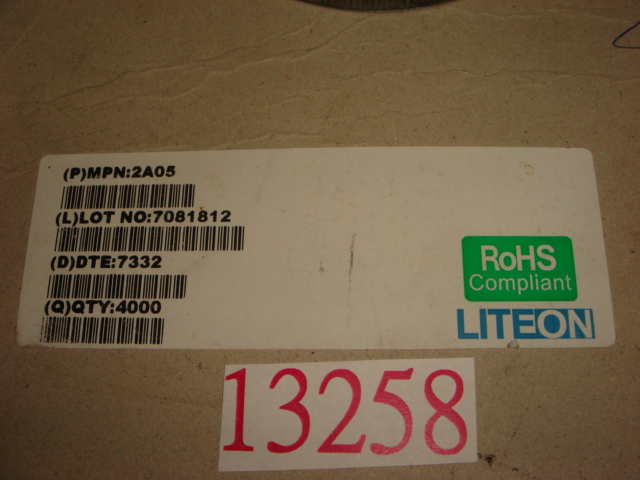 (P)MPN:2A05
(L)LOT NO:7081812
(D)DTE:7332
(Q)QTY:4000
RoHS
Compliant
LITEON
13258